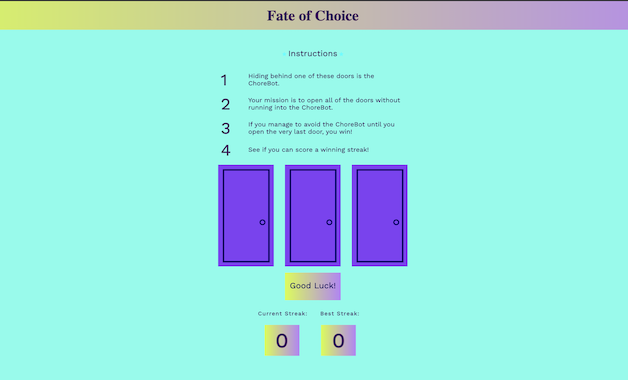 Fate of Choice
Instructions
1 Hiding behind one of these doors is the
ChoreBot.
2 Your mission is to open all of the doors without
running into the ChoreBot.
3 If you manage to avoid the ChoreBot until you
open the very last door, you win!
4 See if you can score a winning streak!
Good Luck!
Current Streak: Best Streak:
0 0